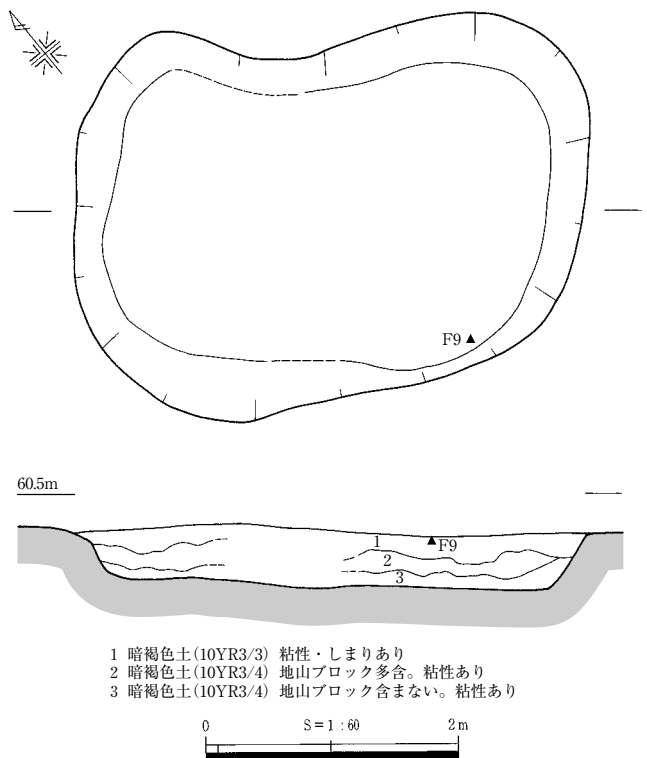 F9▲
60.5m
1
▲F9
2
3
1 暗褐色土(10YR3/3) 粘性・しまりあり
2 暗褐色土(10YR3/4) 地山ブロック多含。粘性あり
3 暗褐色土(10YR3/4) 地山ブロック含まない。粘性あり
0 S=1:60 2m